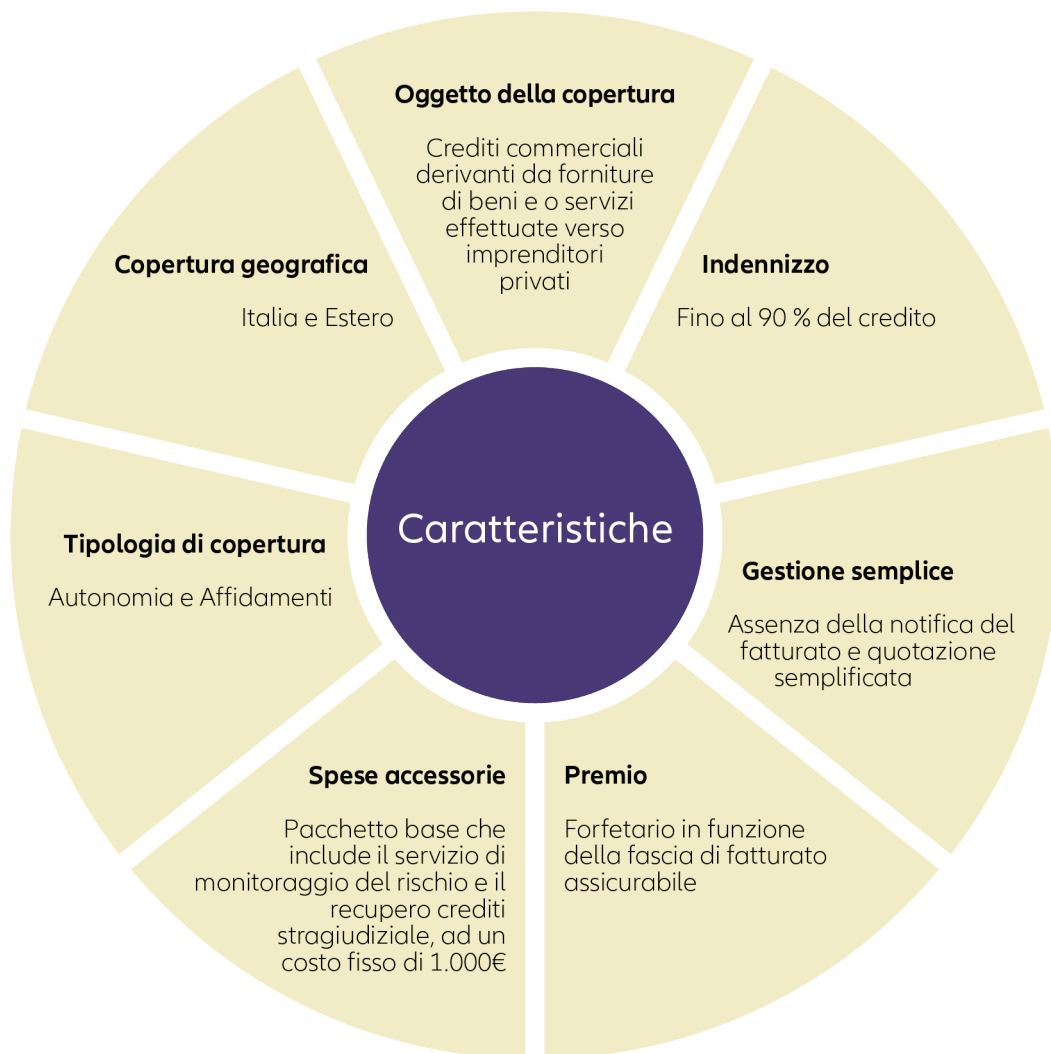 Oggetto della copertura
Crediti commerciali
derivanti da forniture
di beni e o servizi
effettuate verso
imprenditori
privati
Indennizzo
Fino al 90 % del credito
Gestione semplice
Assenza della notifica del
fatturato e quotazione
semplificata
Premio
Forfetario in funzione
della fascia di fatturato
assicurabile
Spese accessorie
Pacchetto base che
include il servizio di
monitoraggio del rischio e il
recupero crediti
stragiudiziale, ad un
costo fisso di 1.000€
Tipologia di copertura
Autonomia e Affidamenti
Copertura geografica
Italia e Estero
Caratteristiche